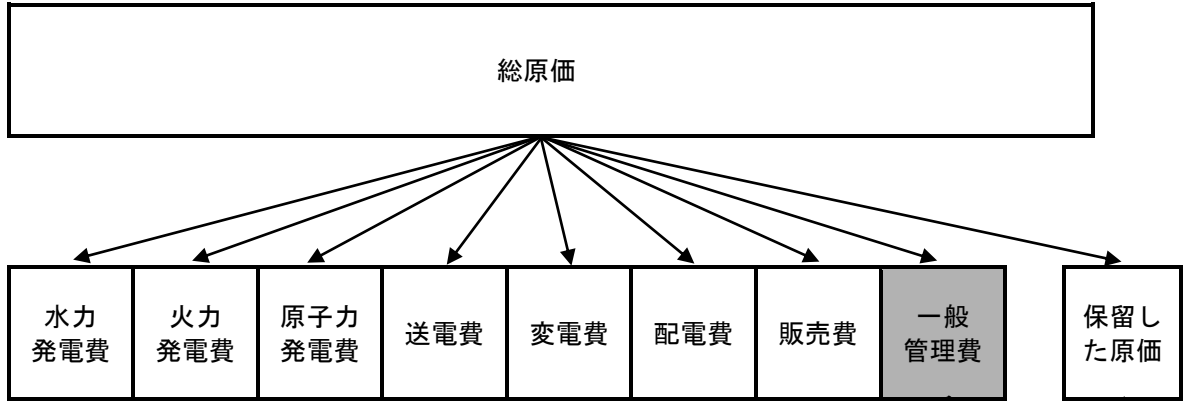 総原価
水力
発電費
火力
発電費
原子力
発電費
送電費
変電費
配電費
販売費
一般
管理費
保留し
た原価